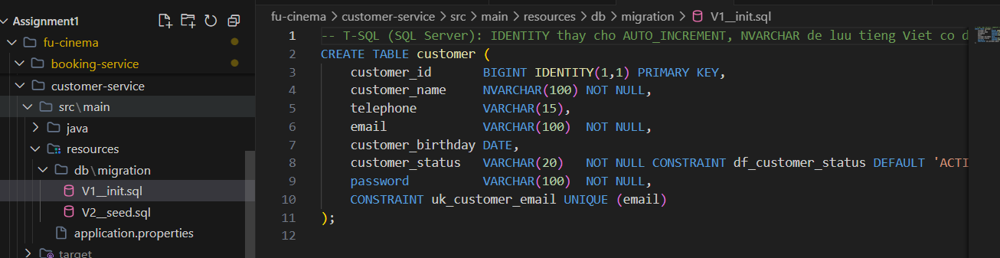 Assignment1
fu-cinema
booking-service
customer-service
src\main
java
resources
db\migration
V1__init.sql
V2__seed.sql
application.properties
target
fu-cinema > customer-service > src > main > resources > db > migration > V1__init.sql
1 -- T-SQL (SQL Server): IDENTITY thay cho AUTO_INCREMENT, NVARCHAR de luu tieng Viet co d
2 CREATE TABLE customer (
3 customer_id BIGINT IDENTITY(1,1) PRIMARY KEY,
4 customer_name NVARCHAR(100) NOT NULL,
5 telephone VARCHAR(15),
6 email VARCHAR(100) NOT NULL,
7 customer_birthday DATE,
8 customer_status VARCHAR(20) NOT NULL CONSTRAINT df_customer_status DEFAULT 'ACTI
9 password VARCHAR(100) NOT NULL,
10 CONSTRAINT uk_customer_email UNIQUE (email)
11 );
12